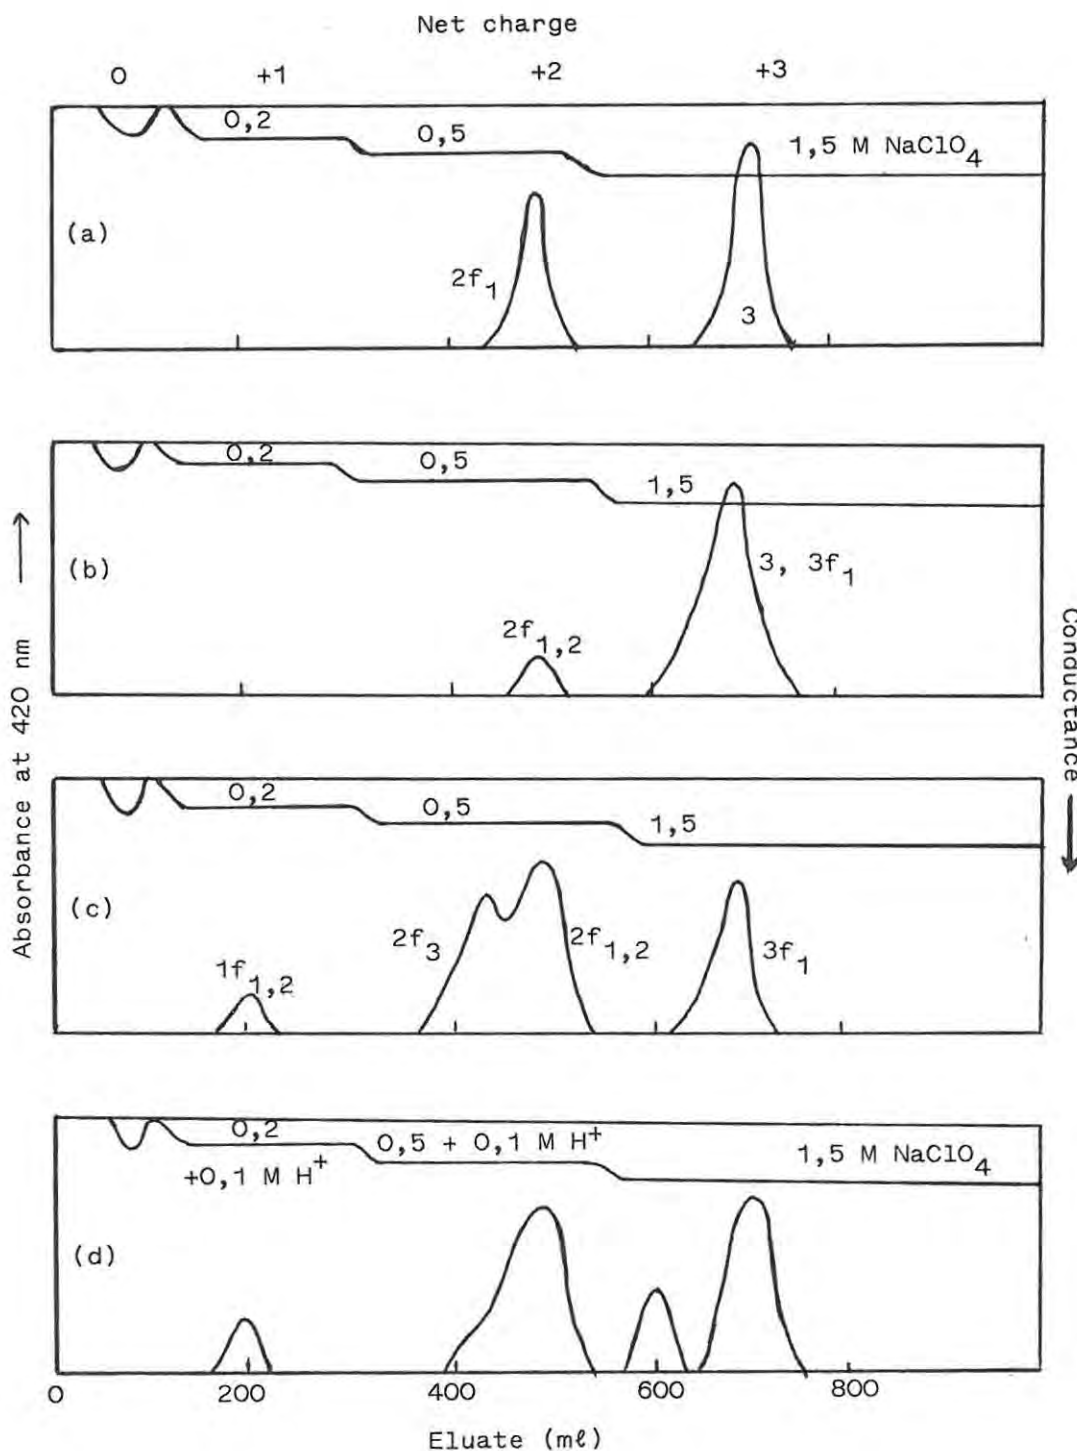 Net charge
0 +1 +2 +3
0,2 0,5 1,5 M NaClO₄
(a)
2f₁
3
0,2 0,5 1,5
(b)
3, 3f₁
2f₁,₂
0,2 0,5 1,5
(c)
2f₃ 2f₁,₂ 3f₁
1f₁,₂
0,2 0,5 + 0,1 M H⁺ 1,5 M NaClO₄
+0,1 M H⁺
(d)
0 200 400 600 800
Eluate (mℓ)
Absorbance at 420 nm ⟶
Conductance ⟶